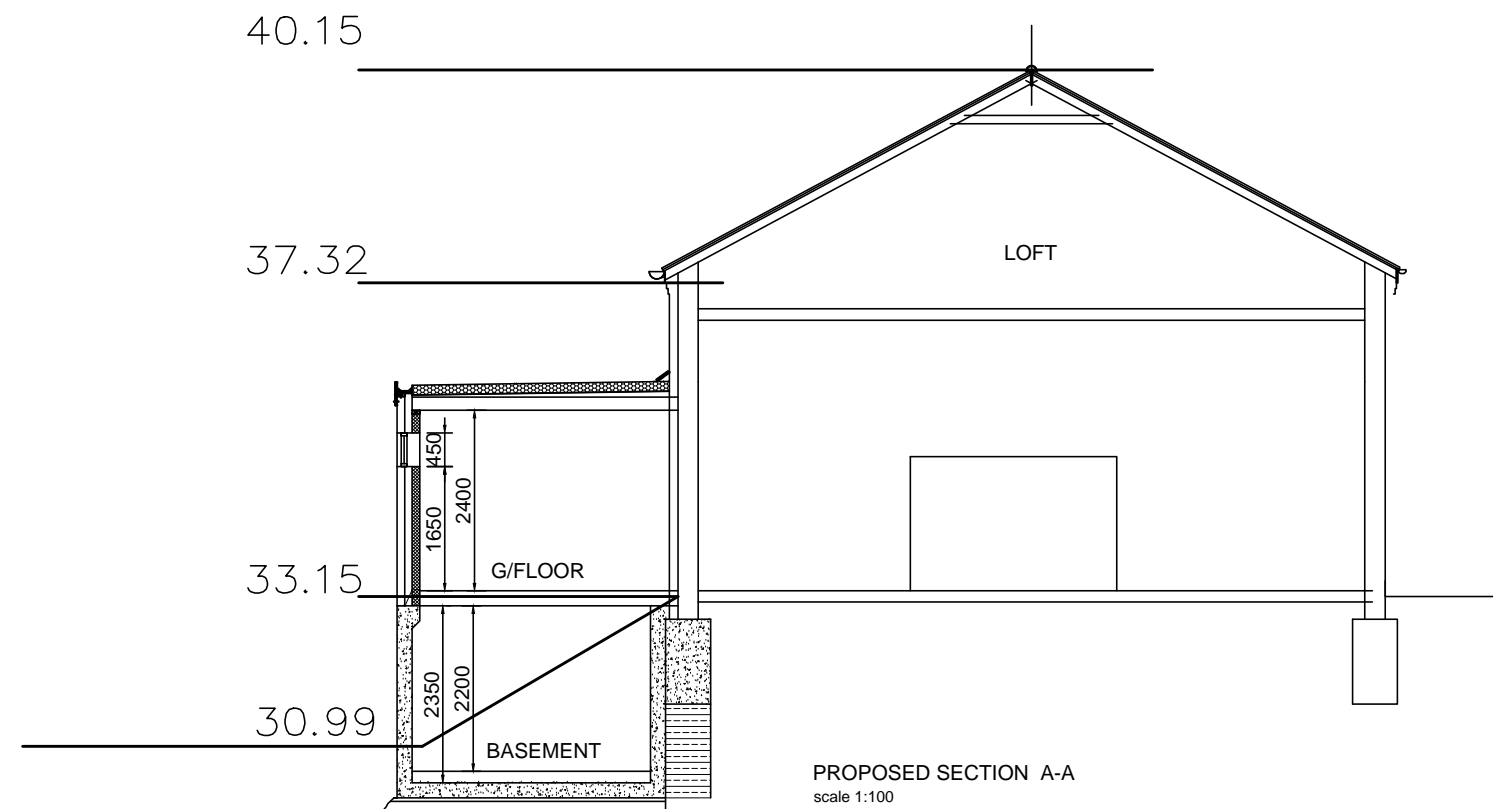 40.15
LOFT
37.32
450
2400
1650
G/FLOOR
33.15
2350
2200
30.99
BASEMENT
PROPOSED SECTION A-A
scale 1:100